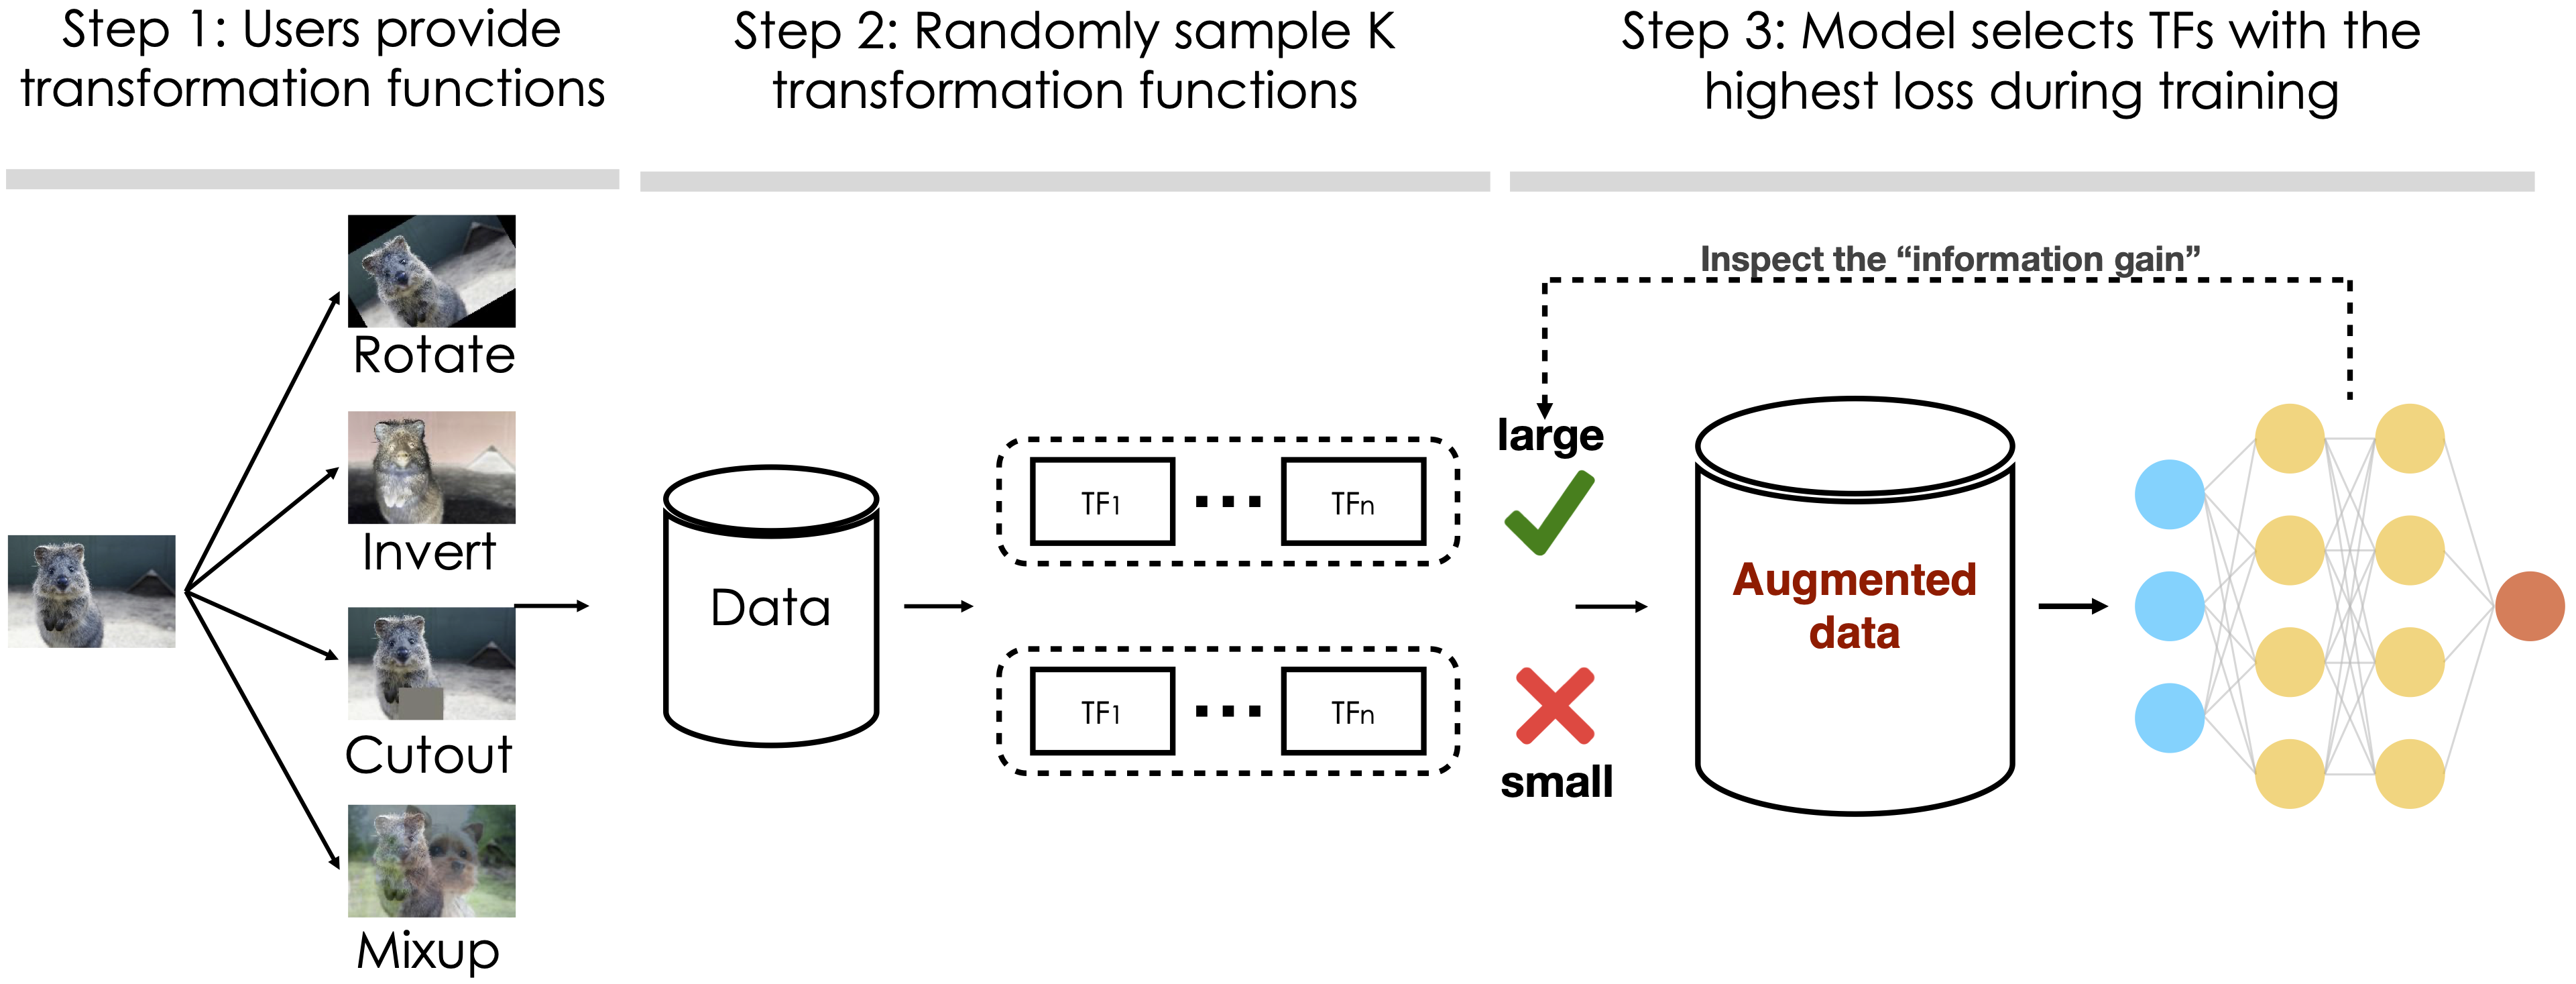 Step 1: Users provide
transformation functions
Step 2: Randomly sample K
transformation functions
Step 3: Model selects TFs with the
highest loss during training
Rotate
Invert
Cutout
Mixup
Data
TF1
TFn
TF1
TFn
Inspect the “information gain”
large
small
Augmented
data